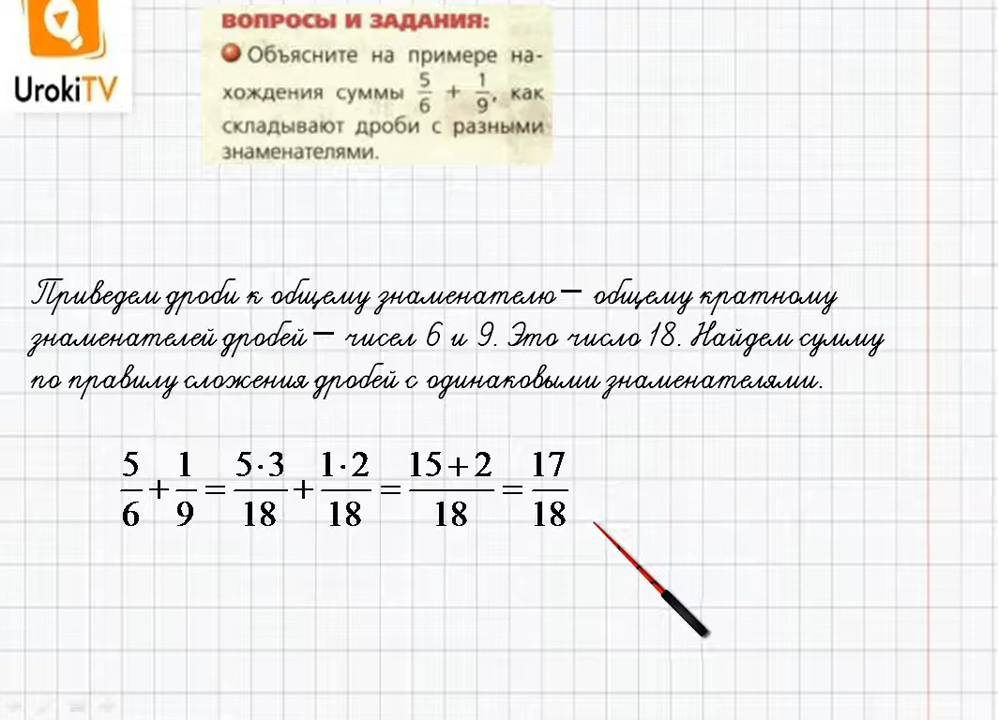 UrokiTV
ВОПРОСЫ И ЗАДАНИЯ:
Объясните на примере на-
хождения суммы 5/6 + 1/9, как
складывают дроби с разными
знаменателями.
Приведем дроби к общему знаменателю – общему кратному
знаменателей дробей – чисел 6 и 9. Это число 18. Найдем сумму
по правилу сложения дробей с одинаковыми знаменателями.
5/6 + 1/9 = 5·3/18 + 1·2/18 = 15+2/18 = 17/18